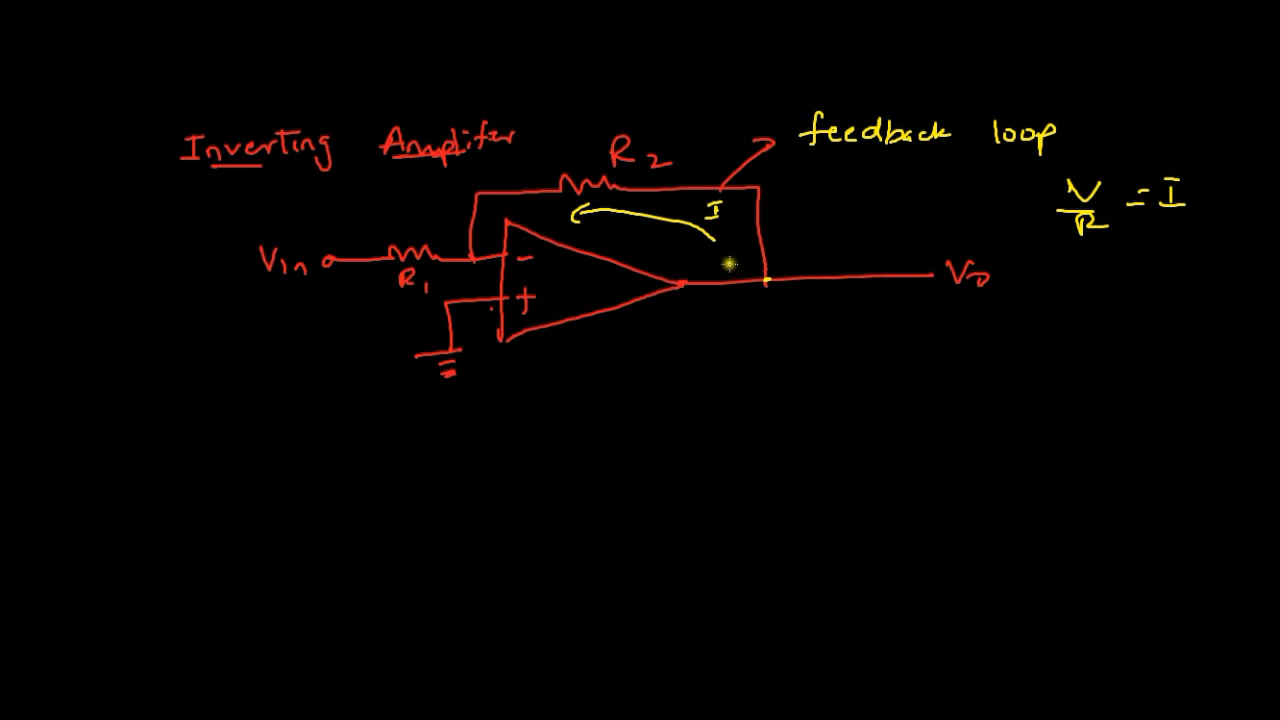 Inverting Amplifier
feedback loop
R2
V/R = I
I
Vin
R1
-
+
Vo